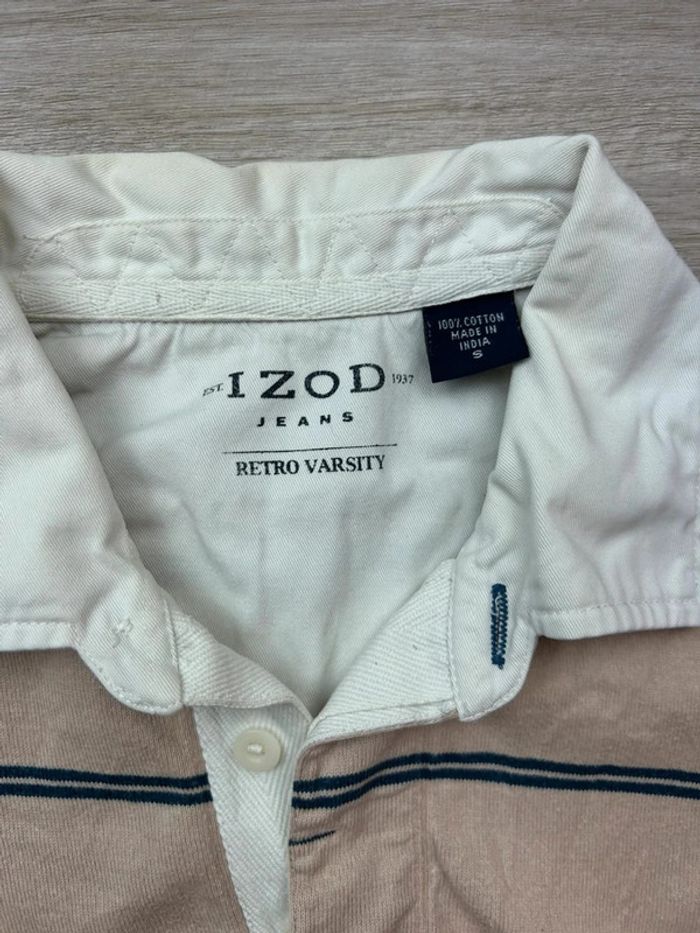 100% COTTON
MADE IN
INDIA
S
EST. IZOD 1937
JEANS
RETRO VARSITY